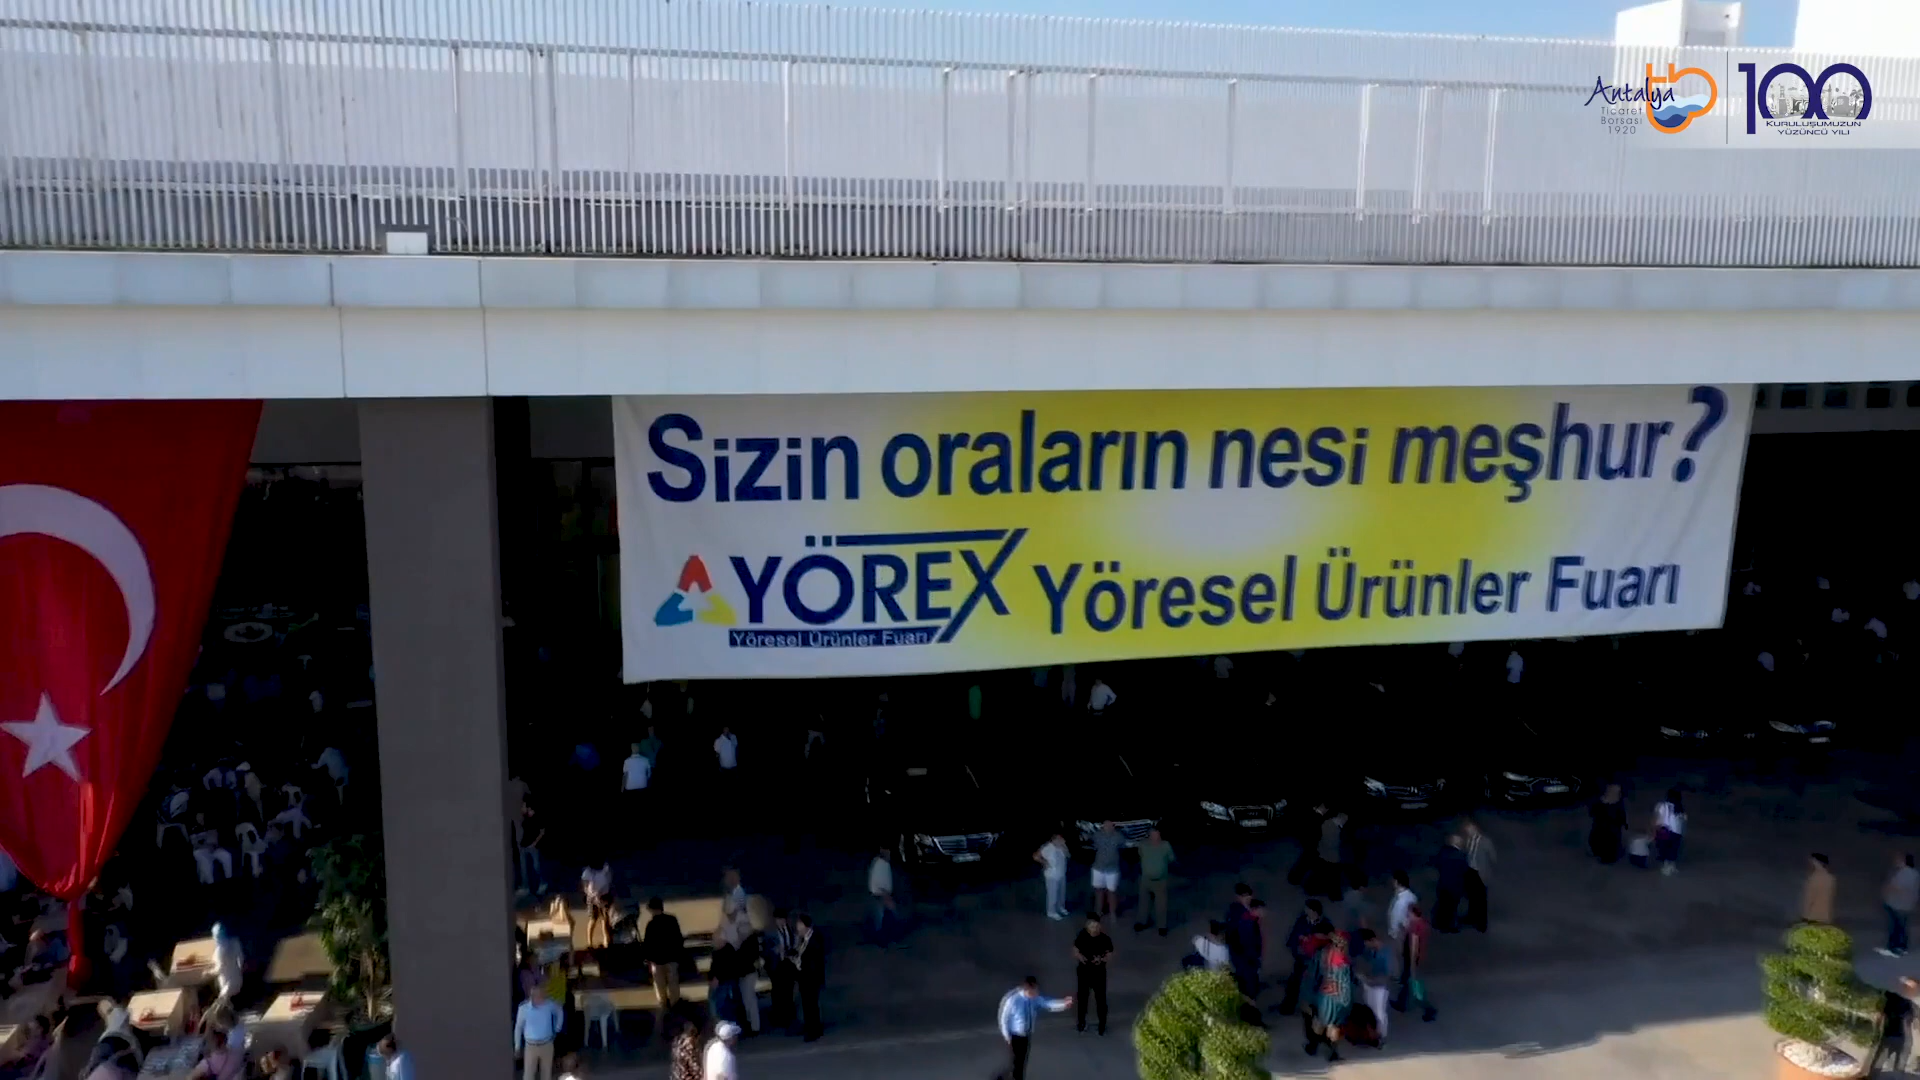 Antalya
Ticaret
Borsası
1920
100
KURULUŞUMUZUN
YÜZÜNCÜ YILI
Sizin oraların nesi meşhur?
YÖREX Yöresel Ürünler Fuarı
Yöresel Ürünler Fuarı